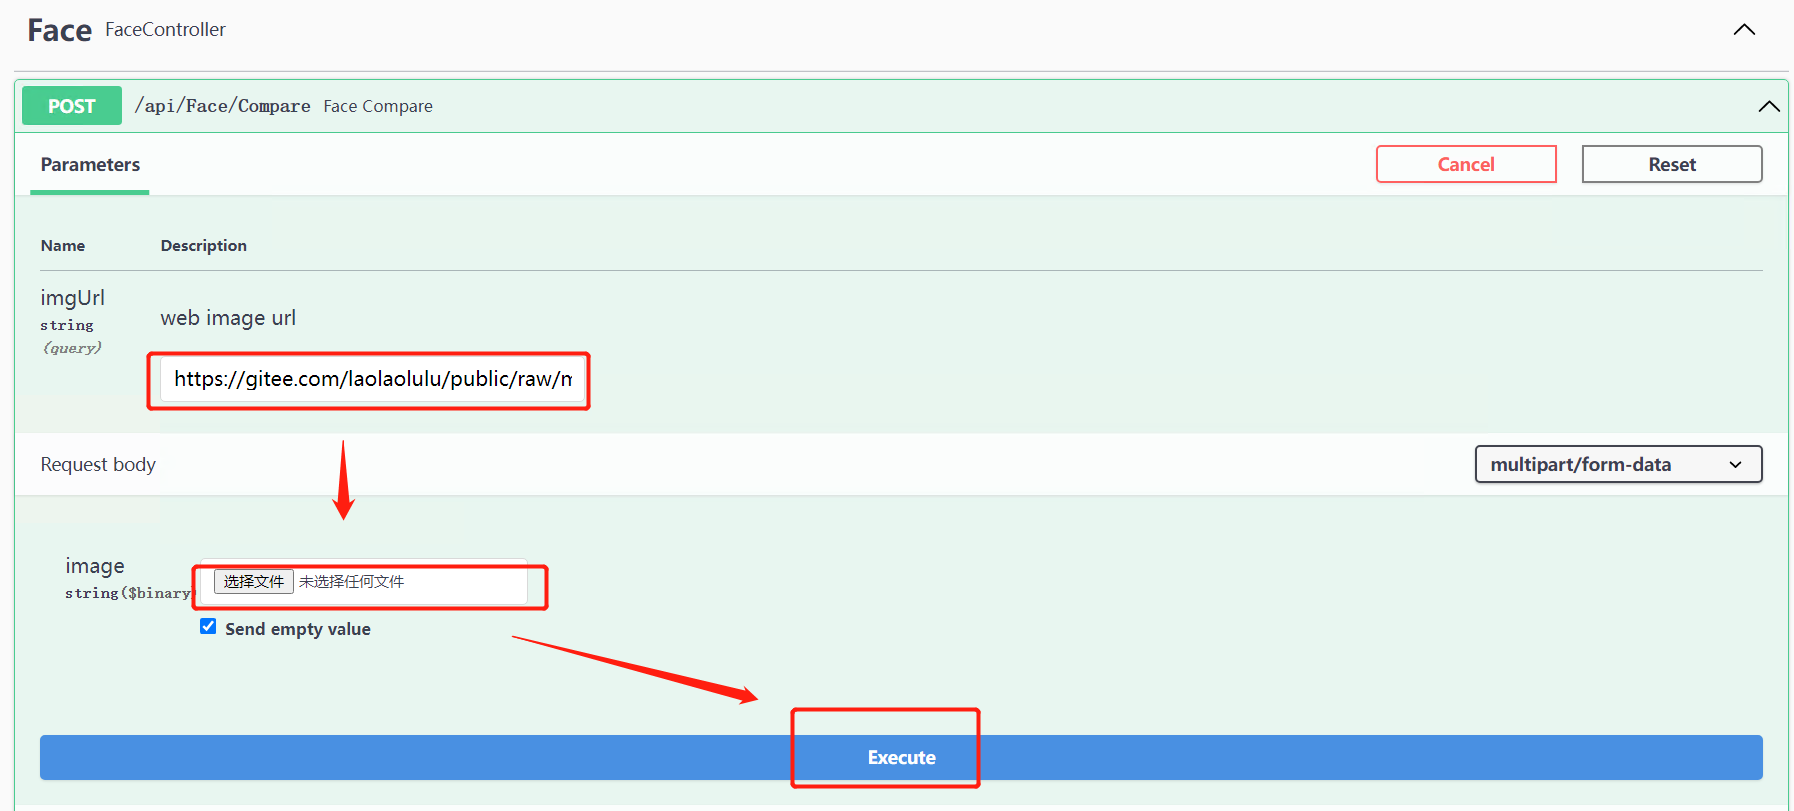 Face FaceController
POST /api/Face/Compare Face Compare
Parameters
Cancel
Reset
Name Description
imgUrl
string
(query)
web image url
https://gitee.com/laolaolulu/public/raw/m
Request body
multipart/form-data
image
string($binary)
选择文件 未选择任何文件
Send empty value
Execute